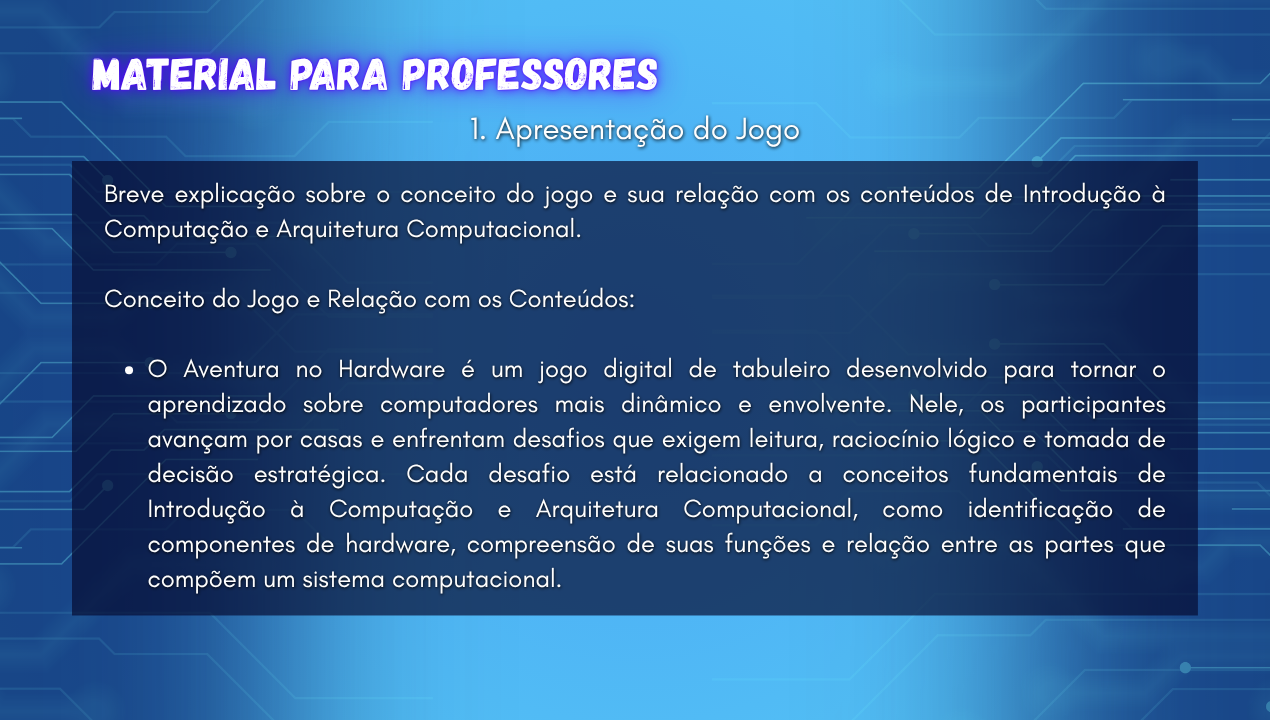 MATERIAL PARA PROFESSORES
1. Apresentação do Jogo
Breve explicação sobre o conceito do jogo e sua relação com os conteúdos de Introdução à
Computação e Arquitetura Computacional.
Conceito do Jogo e Relação com os Conteúdos:
• O Aventura no Hardware é um jogo digital de tabuleiro desenvolvido para tornar o
aprendizado sobre computadores mais dinâmico e envolvente. Nele, os participantes
avançam por casas e enfrentam desafios que exigem leitura, raciocínio lógico e tomada de
decisão estratégica. Cada desafio está relacionado a conceitos fundamentais de
Introdução à Computação e Arquitetura Computacional, como identificação de
componentes de hardware, compreensão de suas funções e relação entre as partes que
compõem um sistema computacional.